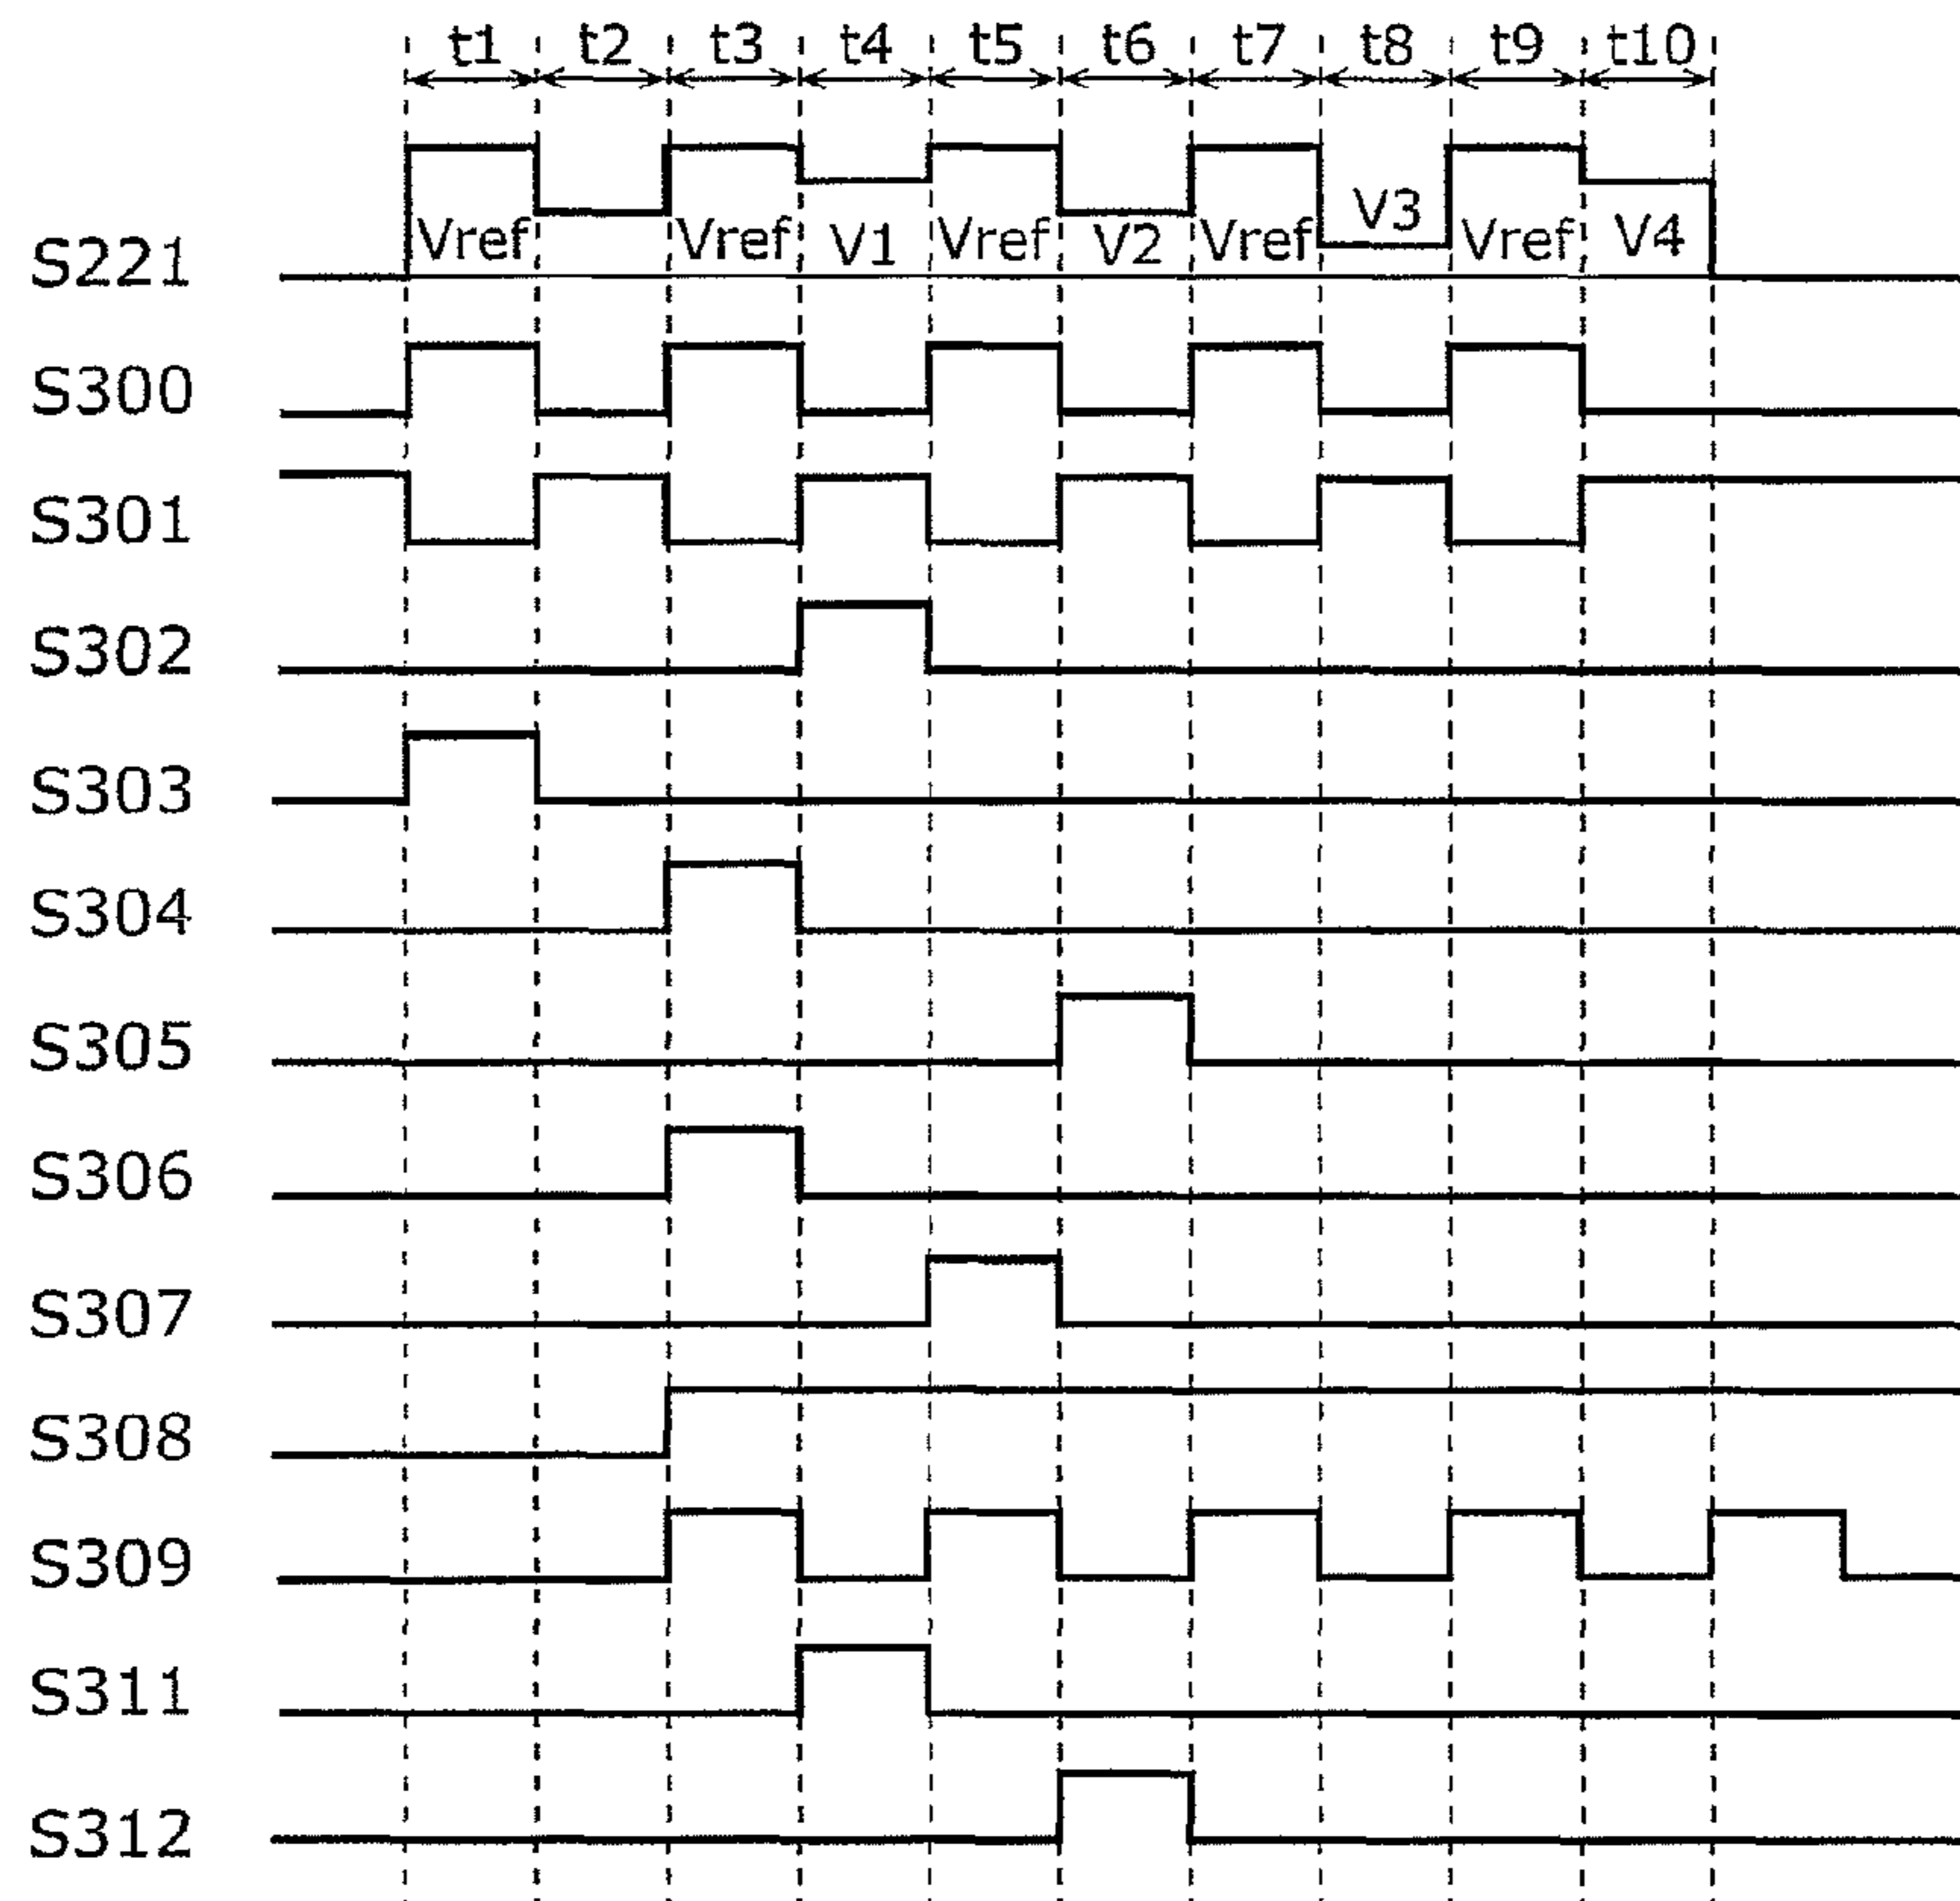 t1 t2 t3 t4 t5 t6 t7 t8 t9 t10
S221 Vref Vref V1 Vref V2 Vref V3 Vref V4
S300
S301
S302
S303
S304
S305
S306
S307
S308
S309
S311
S312